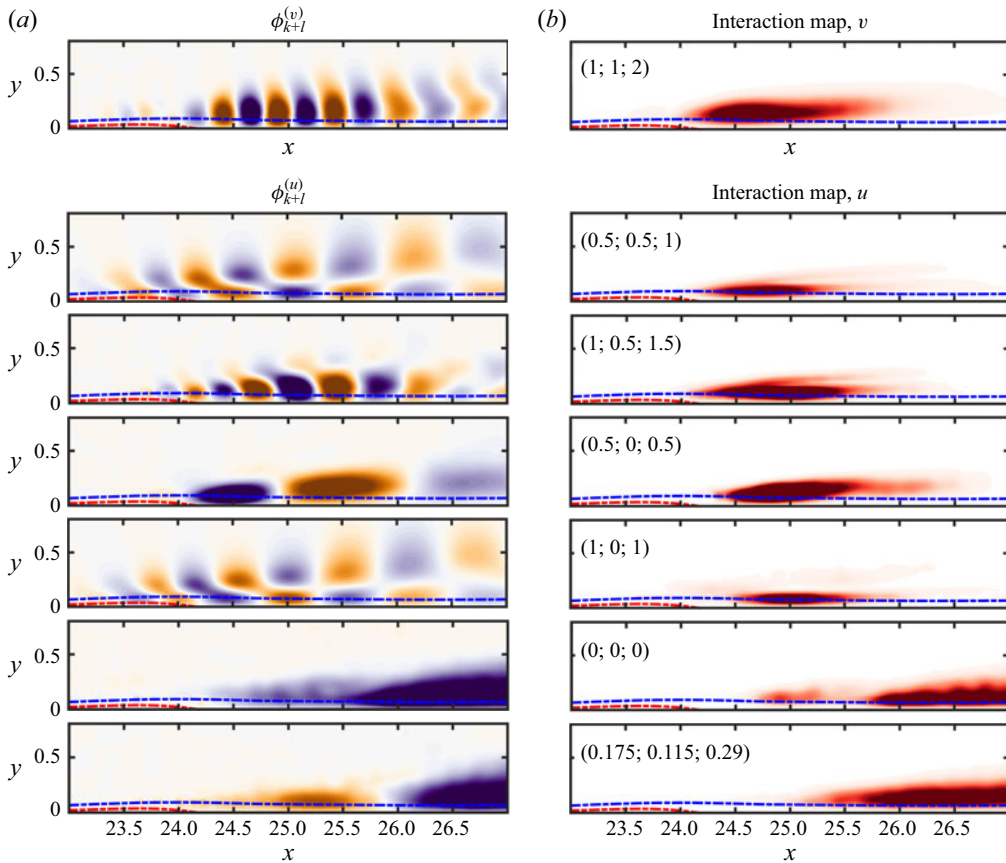 (a)
ϕ_{k+l}^{(v)}
(b)
Interaction map, v
y
0.5
0
(1; 1; 2)
x
x
ϕ_{k+l}^{(u)}
Interaction map, u
y
0.5
0
(0.5; 0.5; 1)
y
0.5
0
(1; 0.5; 1.5)
y
0.5
0
(0.5; 0; 0.5)
y
0.5
0
(1; 0; 1)
y
0.5
0
(0; 0; 0)
y
0.5
0
(0.175; 0.115; 0.29)
23.5 24.0 24.5 25.0 25.5 26.0 26.5
23.5 24.0 24.5 25.0 25.5 26.0 26.5
x
x